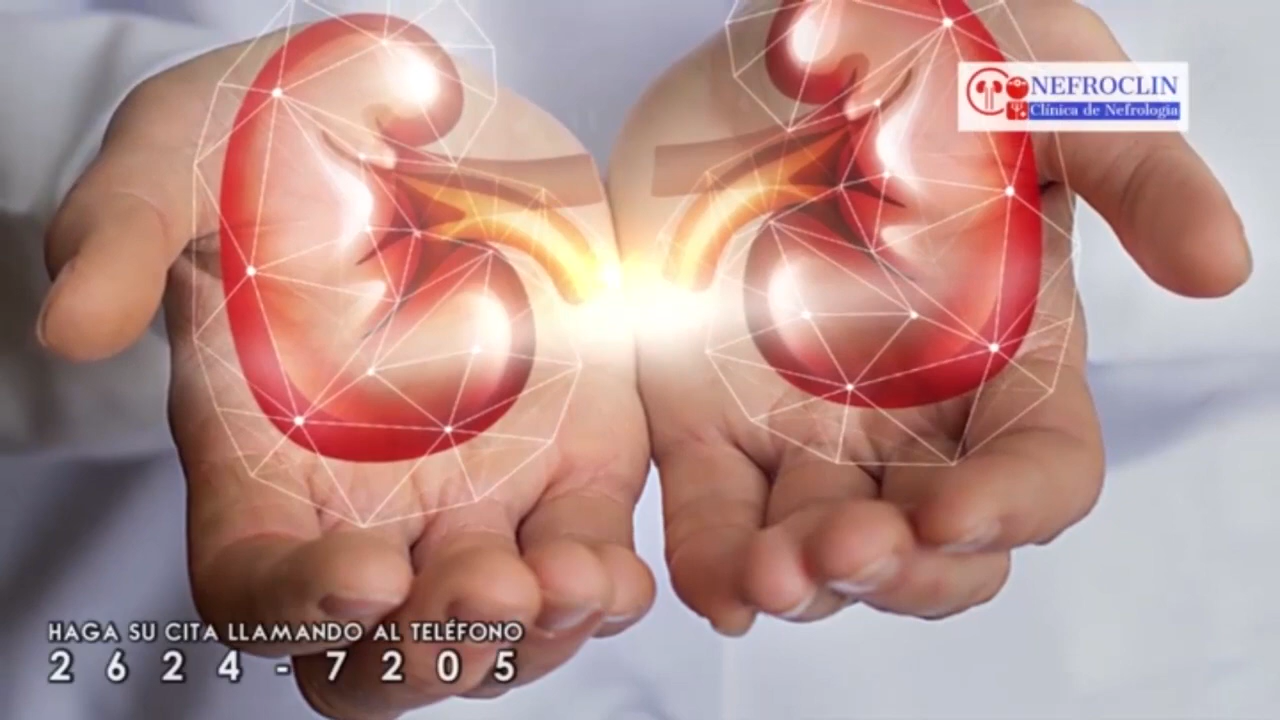 NEFROCLIN
Clínica de Nefrología
HAGA SU CITA LLAMANDO AL TELÉFONO
2624-7205